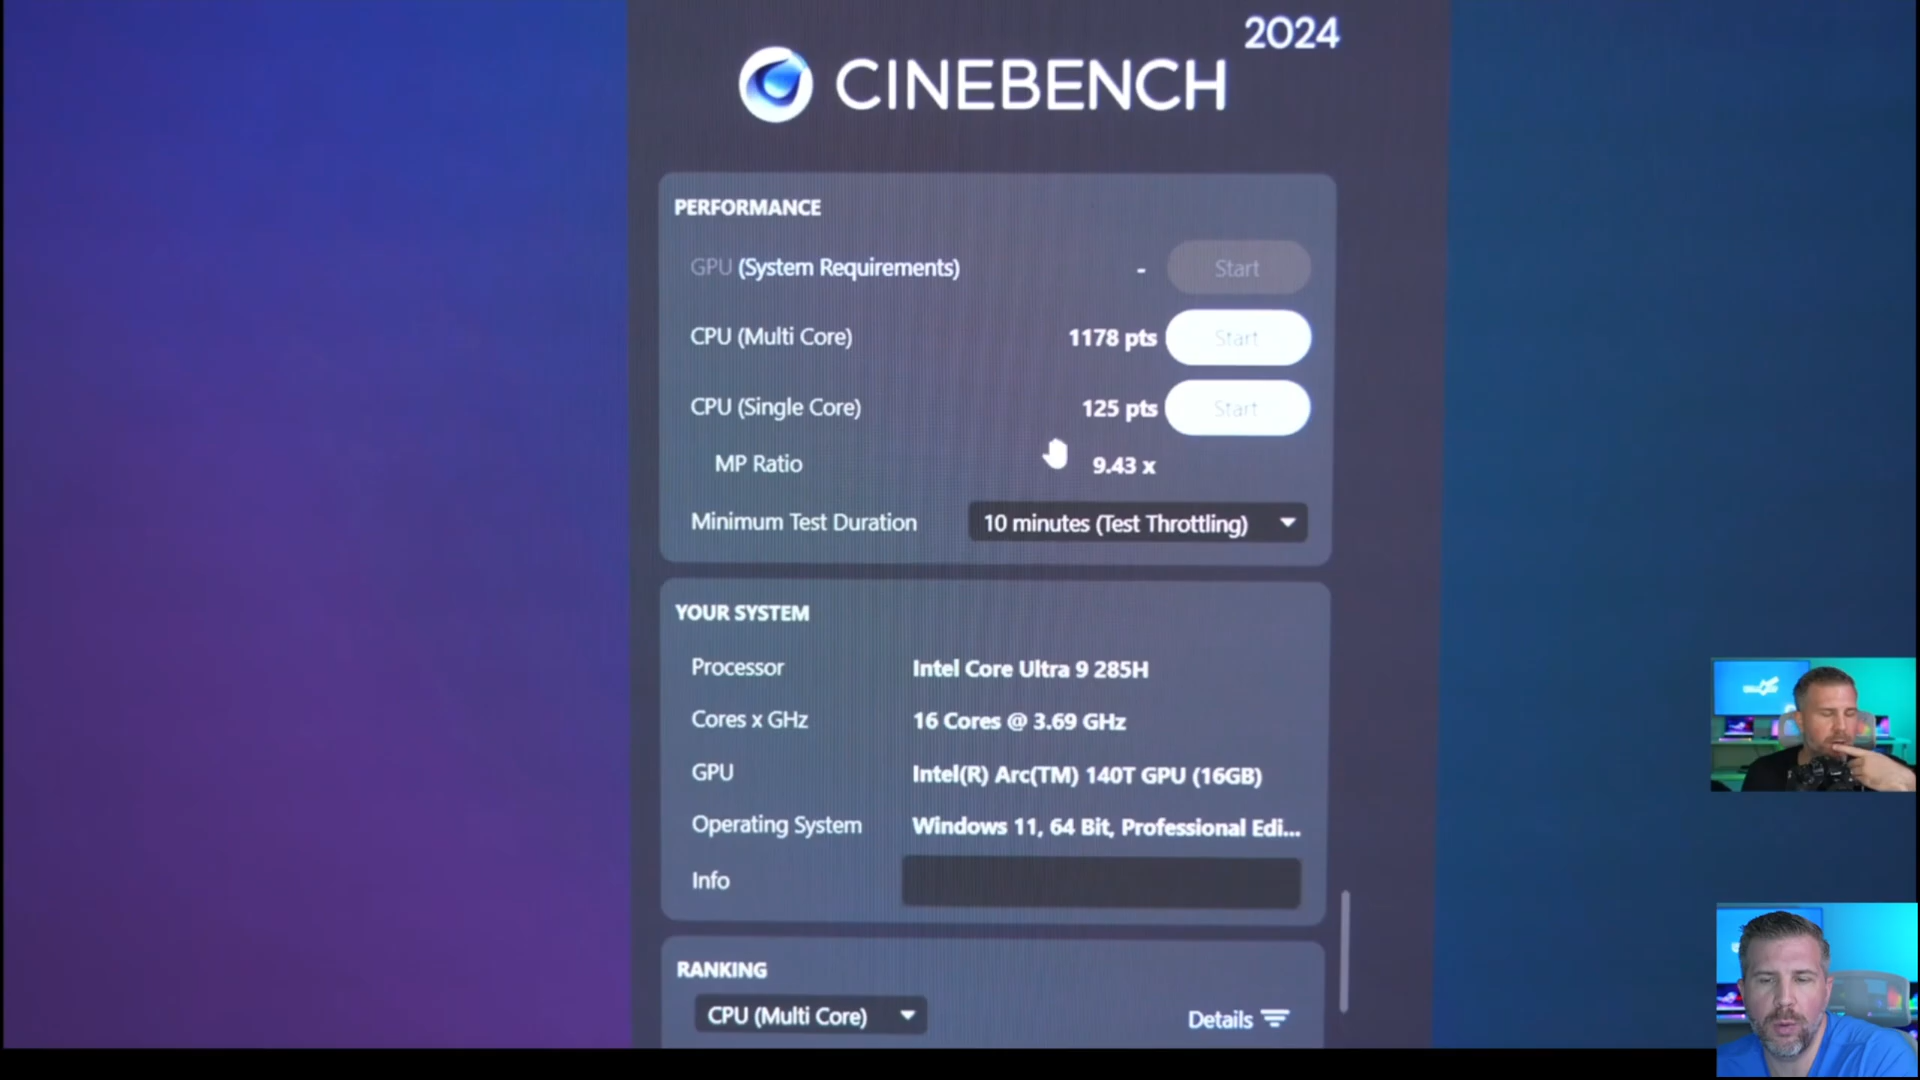 2024
CINEBENCH
PERFORMANCE
GPU (System Requirements) - Start
CPU (Multi Core) 1178 pts Start
CPU (Single Core) 125 pts Start
MP Ratio 9.43 x
Minimum Test Duration 10 minutes (Test Throttling)
YOUR SYSTEM
Processor Intel Core Ultra 9 285H
Cores x GHz 16 Cores @ 3.69 GHz
GPU Intel(R) Arc(TM) 140T GPU (16GB)
Operating System Windows 11, 64 Bit, Professional Edi...
Info
RANKING
CPU (Multi Core) Details